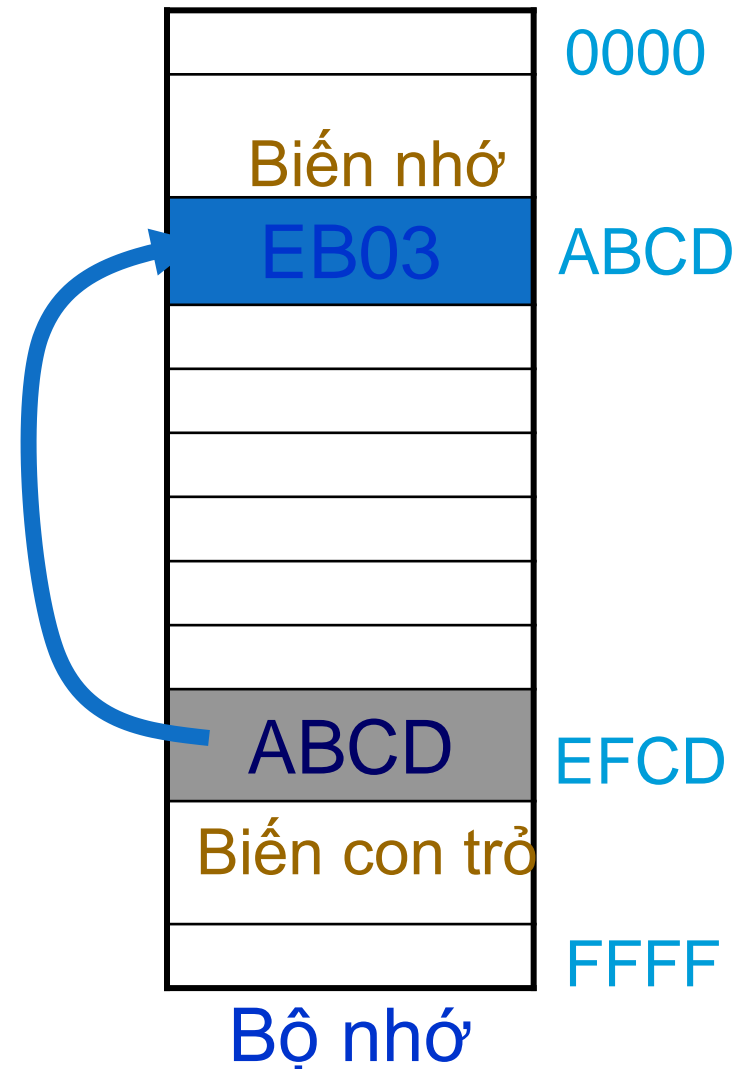 0000
Biến nhớ
EB03
ABCD
ABCD
EFCD
Biến con trỏ
FFFF
Bộ nhớ